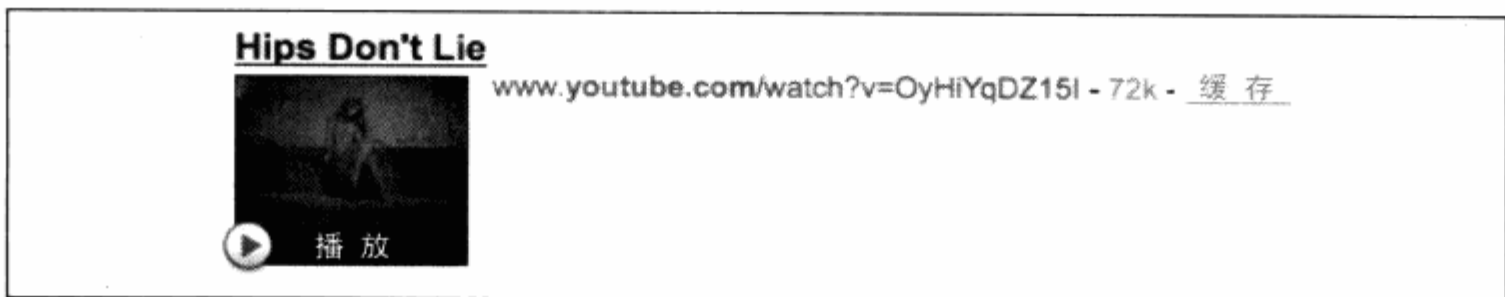 Hips Don't Lie
www.youtube.com/watch?v=OyHiYqDZ15I - 72k - 缓 存
播 放